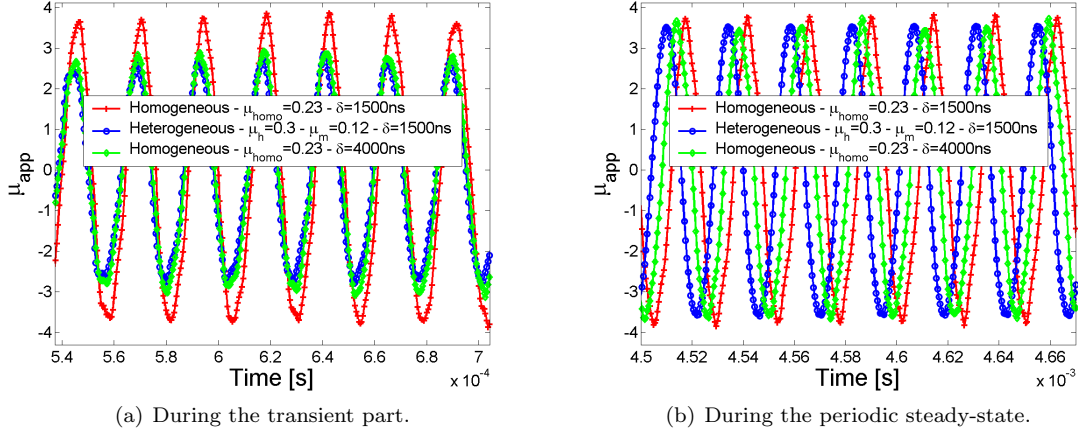 4
3
2
1
0
-1
-2
-3
-4
μapp
Homogeneous - μhomo=0.23 - δ=1500ns
Heterogeneous - μh=0.3 - μm=0.12 - δ=1500ns
Homogeneous - μhomo=0.23 - δ=4000ns
5.4 5.6 5.8 6 6.2 6.4 6.6 6.8 7
Time [s]
x 10-4
(a) During the transient part.
4
3
2
1
0
-1
-2
-3
-4
μapp
Homogeneous - μhomo=0.23 - δ=1500ns
Heterogeneous - μh=0.3 - μm=0.12 - δ=1500ns
Homogeneous - μhomo=0.23 - δ=4000ns
4.5 4.52 4.54 4.56 4.58 4.6 4.62 4.64 4.66
Time [s]
x 10-3
(b) During the periodic steady-state.